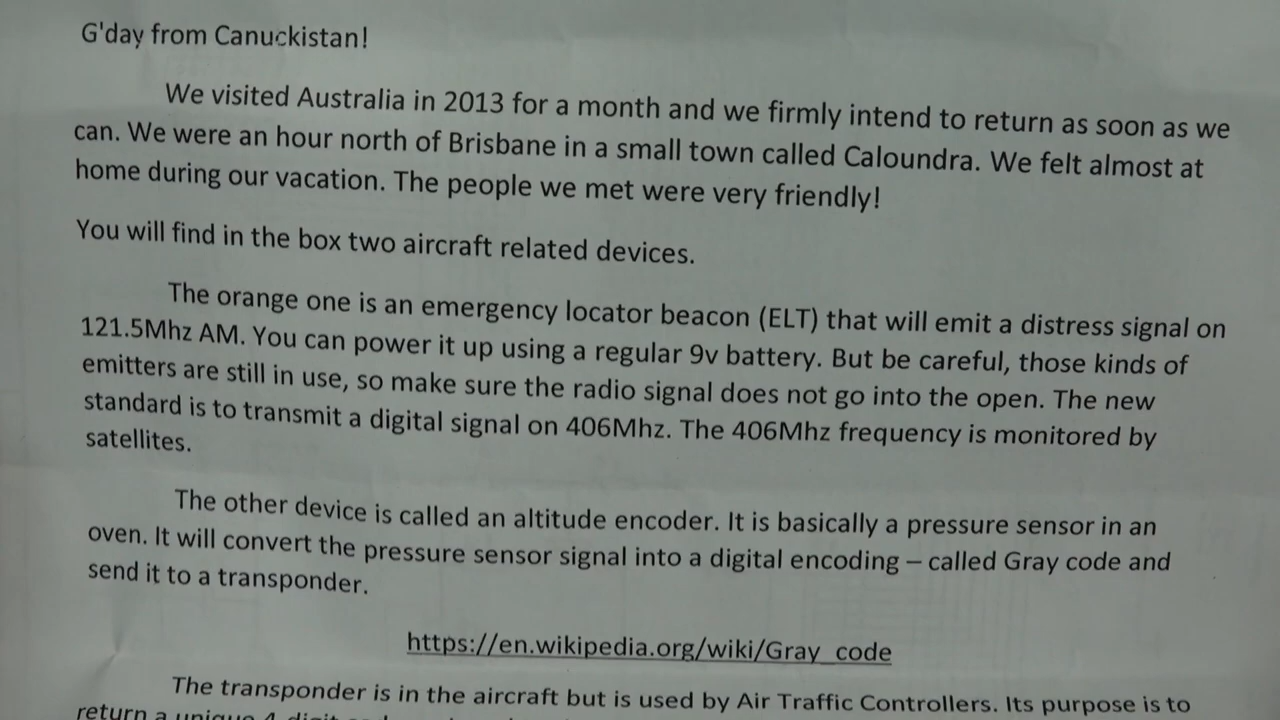 G'day from Canuckistan!
We visited Australia in 2013 for a month and we firmly intend to return as soon as we
can. We were an hour north of Brisbane in a small town called Caloundra. We felt almost at
home during our vacation. The people we met were very friendly!
You will find in the box two aircraft related devices.
The orange one is an emergency locator beacon (ELT) that will emit a distress signal on
121.5Mhz AM. You can power it up using a regular 9v battery. But be careful, those kinds of
emitters are still in use, so make sure the radio signal does not go into the open. The new
standard is to transmit a digital signal on 406Mhz. The 406Mhz frequency is monitored by
satellites.
The other device is called an altitude encoder. It is basically a pressure sensor in an
oven. It will convert the pressure sensor signal into a digital encoding – called Gray code and
send it to a transponder.
https://en.wikipedia.org/wiki/Gray_code
The transponder is in the aircraft but is used by Air Traffic Controllers. Its purpose is to
return a unique 4 digit